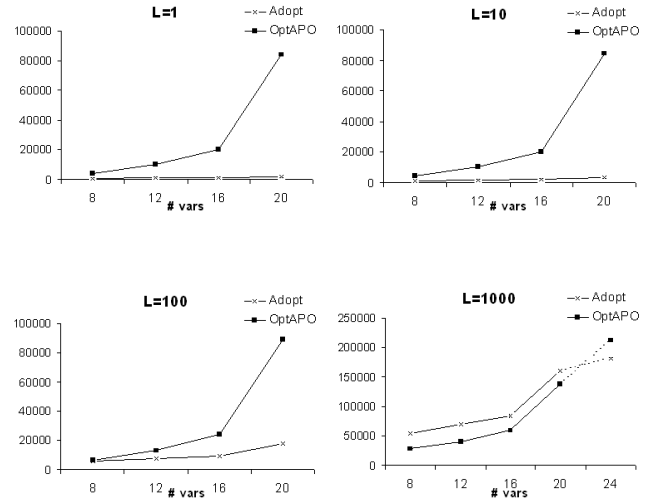 L=1
Adopt
OptAPO
100000
80000
60000
40000
20000
0
8 12 16 20
# vars
L=10
Adopt
OptAPO
100000
80000
60000
40000
20000
0
8 12 16 20
# vars
L=100
Adopt
OptAPO
100000
80000
60000
40000
20000
0
8 12 16 20
# vars
L=1000
Adopt
OptAPO
250000
200000
150000
100000
50000
0
8 12 16 20 24
# vars